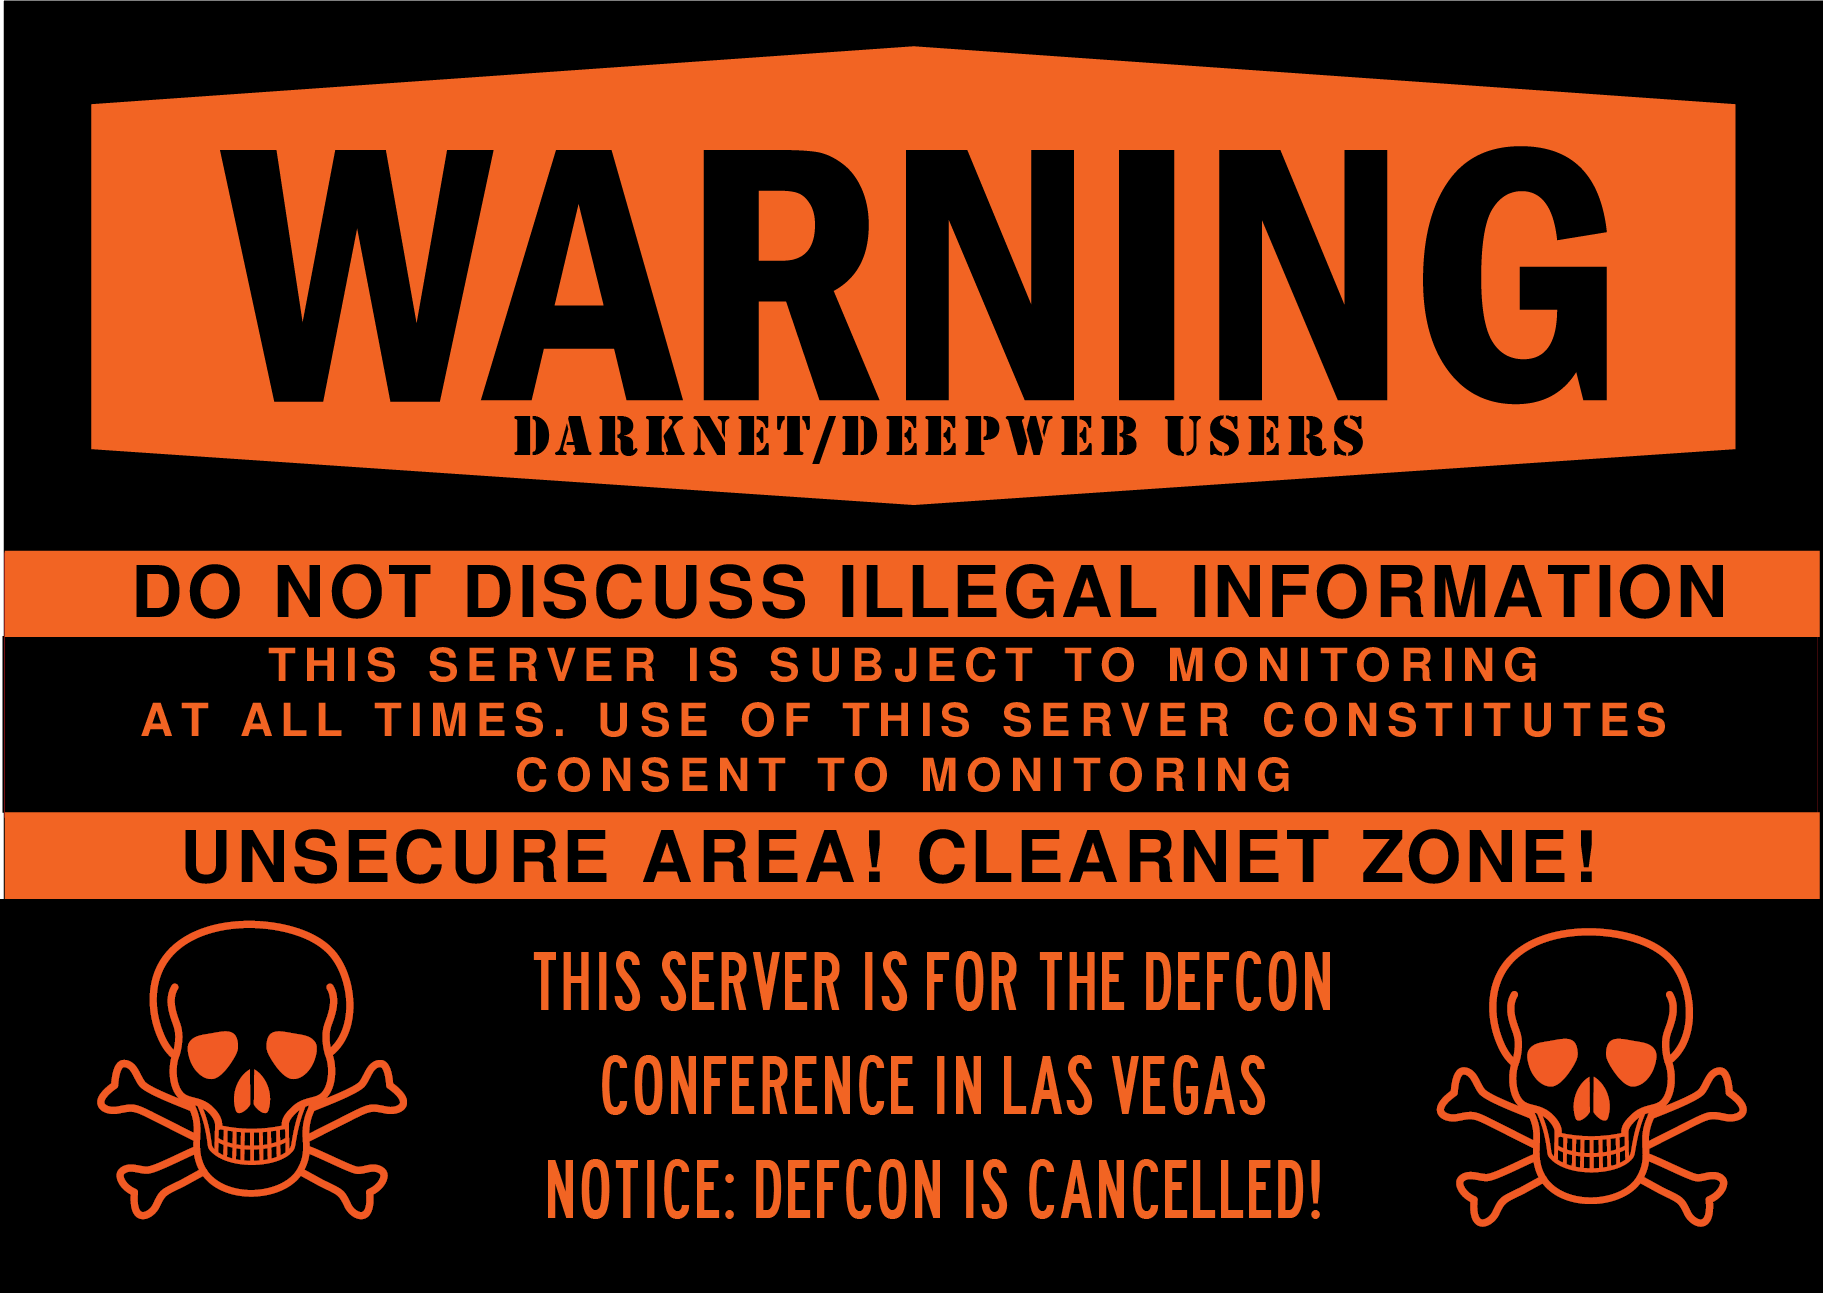 WARNING
DARKNET/DEEPWEB USERS
DO NOT DISCUSS ILLEGAL INFORMATION
THIS SERVER IS SUBJECT TO MONITORING
AT ALL TIMES. USE OF THIS SERVER CONSTITUTES
CONSENT TO MONITORING
UNSECURE AREA! CLEARNET ZONE!
THIS SERVER IS FOR THE DEFCON
CONFERENCE IN LAS VEGAS
NOTICE: DEFCON IS CANCELLED!